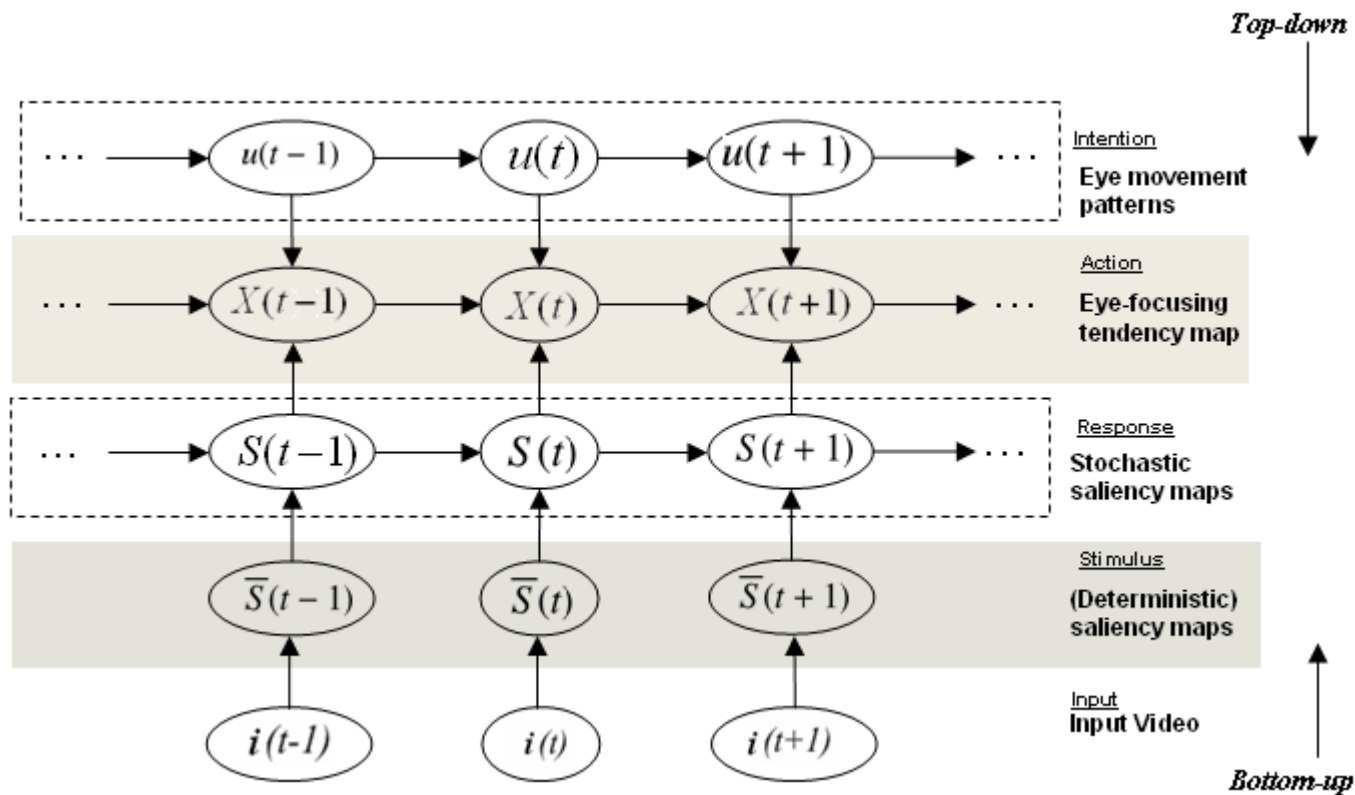 Top-down
... u(t − 1) u(t) u(t + 1) ...
Intention
Eye movement
patterns
... X(t−1) X(t) X(t+1) ...
Action
Eye-focusing
tendency map
... S(t−1) S(t) S(t + 1) ...
Response
Stochastic
saliency maps
S̅(t − 1) S̅(t) S̅(t + 1)
Stimulus
(Deterministic)
saliency maps
i(t-1) i(t) i(t+1)
Input
Input Video
Bottom-up